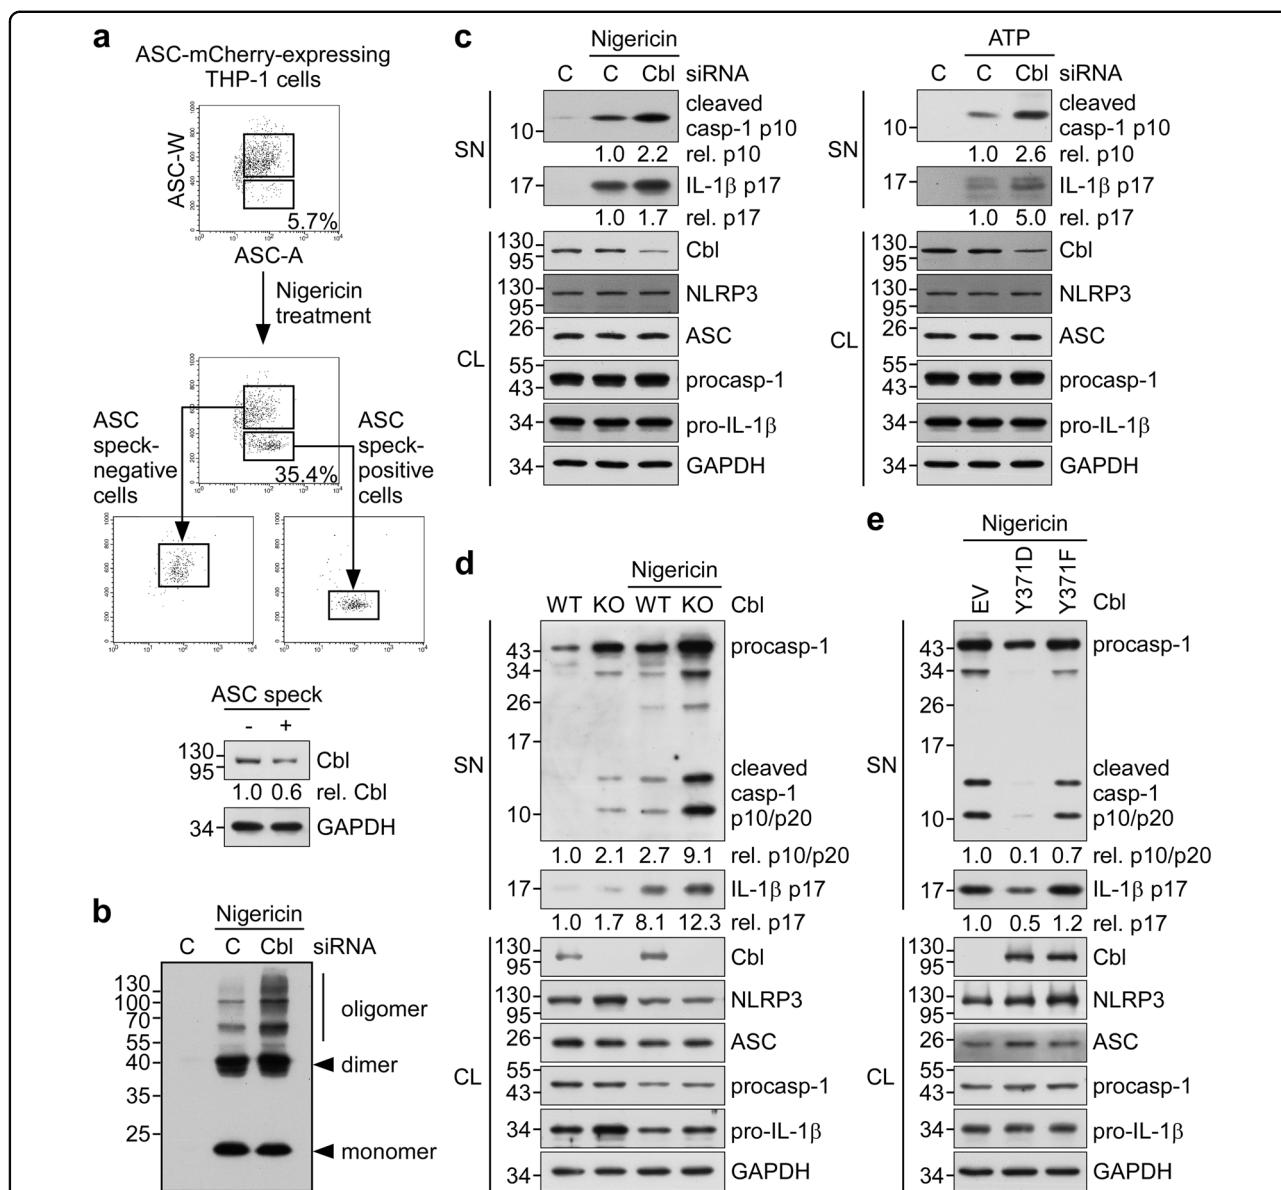 a
ASC-mCherry-expressing
THP-1 cells
ASC-W
5.7%
ASC-A
Nigericin
treatment
ASC
speck-
negative
cells
ASC
speck-
positive
cells
35.4%
ASC speck
- +
130
95
Cbl
1.0 0.6 rel. Cbl
34 GAPDH
b
Nigericin
C C Cbl siRNA
130
100
70
55
40
35
25
oligomer
dimer
monomer
c
Nigericin
C C Cbl siRNA
SN
10
cleaved
casp-1 p10
1.0 2.2 rel. p10
17 IL-1β p17
1.0 1.7 rel. p17
CL
130
95
Cbl
130
95
NLRP3
26 ASC
55
43
procasp-1
34 pro-IL-1β
34 GAPDH
ATP
C C Cbl siRNA
SN
10
cleaved
casp-1 p10
1.0 2.6 rel. p10
17 IL-1β p17
1.0 5.0 rel. p17
CL
130
95
Cbl
130
95
NLRP3
26 ASC
55
43
procasp-1
34 pro-IL-1β
34 GAPDH
d
Nigericin
WT KO WT KO Cbl
SN
43
34
26
17
10
procasp-1
cleaved
casp-1
p10/p20
1.0 2.1 2.7 9.1 rel. p10/p20
17 IL-1β p17
1.0 1.7 8.1 12.3 rel. p17
CL
130
95
Cbl
130
95
NLRP3
26 ASC
55
43
procasp-1
34 pro-IL-1β
34 GAPDH
e
Nigericin
EV Y371D Y371F Cbl
SN
43
34
26
17
10
procasp-1
cleaved
casp-1
p10/p20
1.0 0.1 0.7 rel. p10/p20
17 IL-1β p17
1.0 0.5 1.2 rel. p17
CL
130
95
Cbl
130
95
NLRP3
26 ASC
55
43
procasp-1
34 pro-IL-1β
34 GAPDH